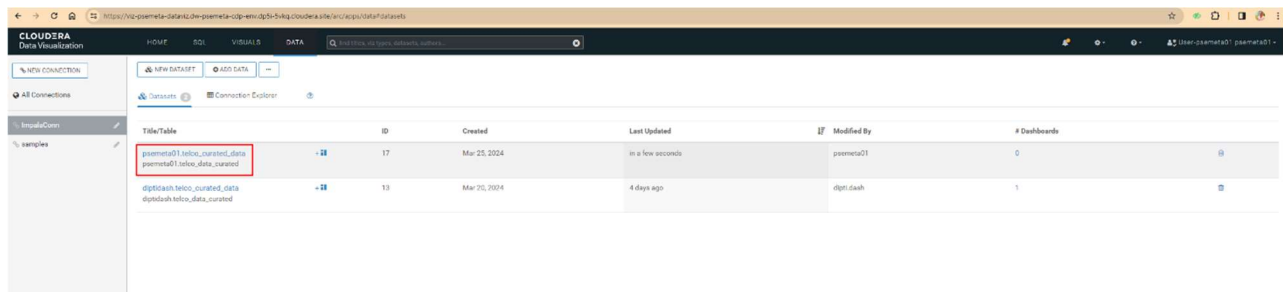 https://viz-psemeta-dataviz.dw-psemeta-cdp-env.dp5i-5vkq.cloudera.site/arc/apps/data#datasets
CLOUDERA
Data Visualization
HOME SQL VISUALS DATA Find titles, viz types, datasets, authors... User-psemeta01 psemeta01
NEW CONNECTION NEW DATASET ADD DATA ...
All Connections Datasets 2 Connection Explorer
ImpalaConn
samples
Title/Table ID Created Last Updated Modified By # Dashboards
psemeta01.telco_curated_data 17 Mar 25, 2024 in a few seconds psemeta01 0
psemeta01.telco_data_curated
diptidash.telco_curated_data 13 Mar 20, 2024 4 days ago dipti.dash 1
diptidash.telco_data_curated